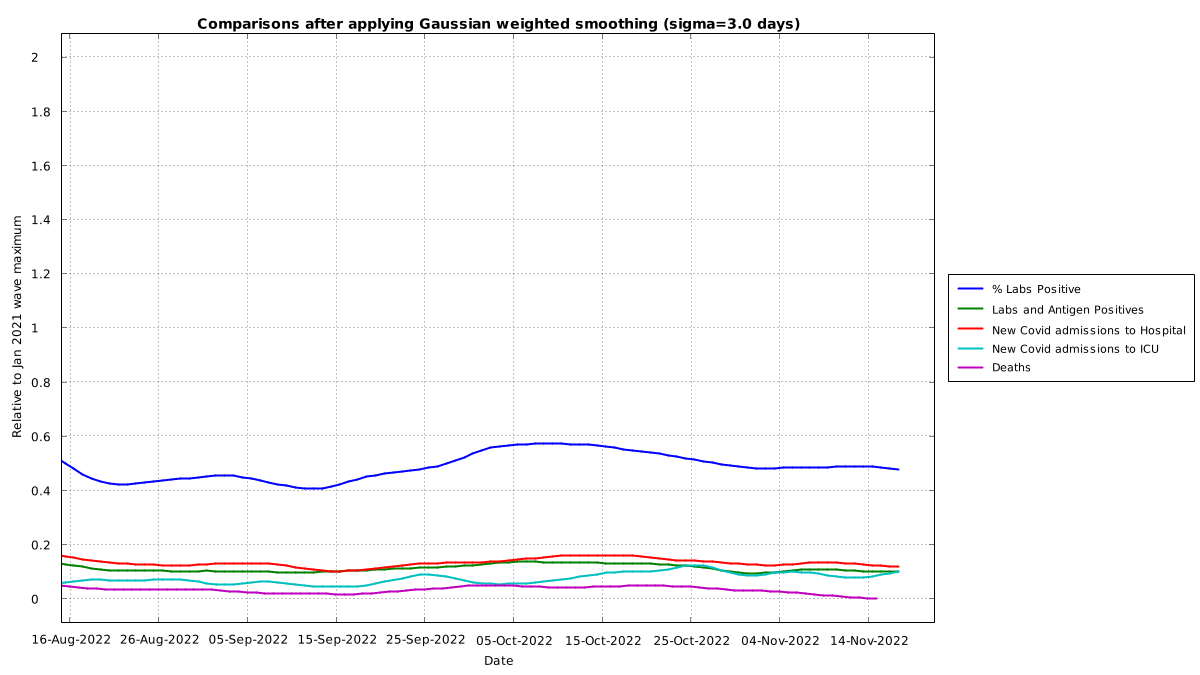 Comparisons after applying Gaussian weighted smoothing (sigma=3.0 days)
2
1.8
1.6
1.4
1.2
1
0.8
0.6
0.4
0.2
0
Relative to Jan 2021 wave maximum
16-Aug-2022 26-Aug-2022 05-Sep-2022 15-Sep-2022 25-Sep-2022 05-Oct-2022 15-Oct-2022 25-Oct-2022 04-Nov-2022 14-Nov-2022
Date
% Labs Positive
Labs and Antigen Positives
New Covid admissions to Hospital
New Covid admissions to ICU
Deaths